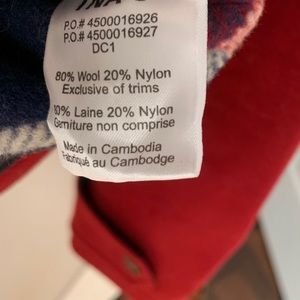 P.O.# 4500016926
P.O.# 4500016927
DC1
80% Wool 20% Nylon
Exclusive of trims
80% Laine 20% Nylon
Garniture non comprise
Made in Cambodia
Fabriqué au Cambodge